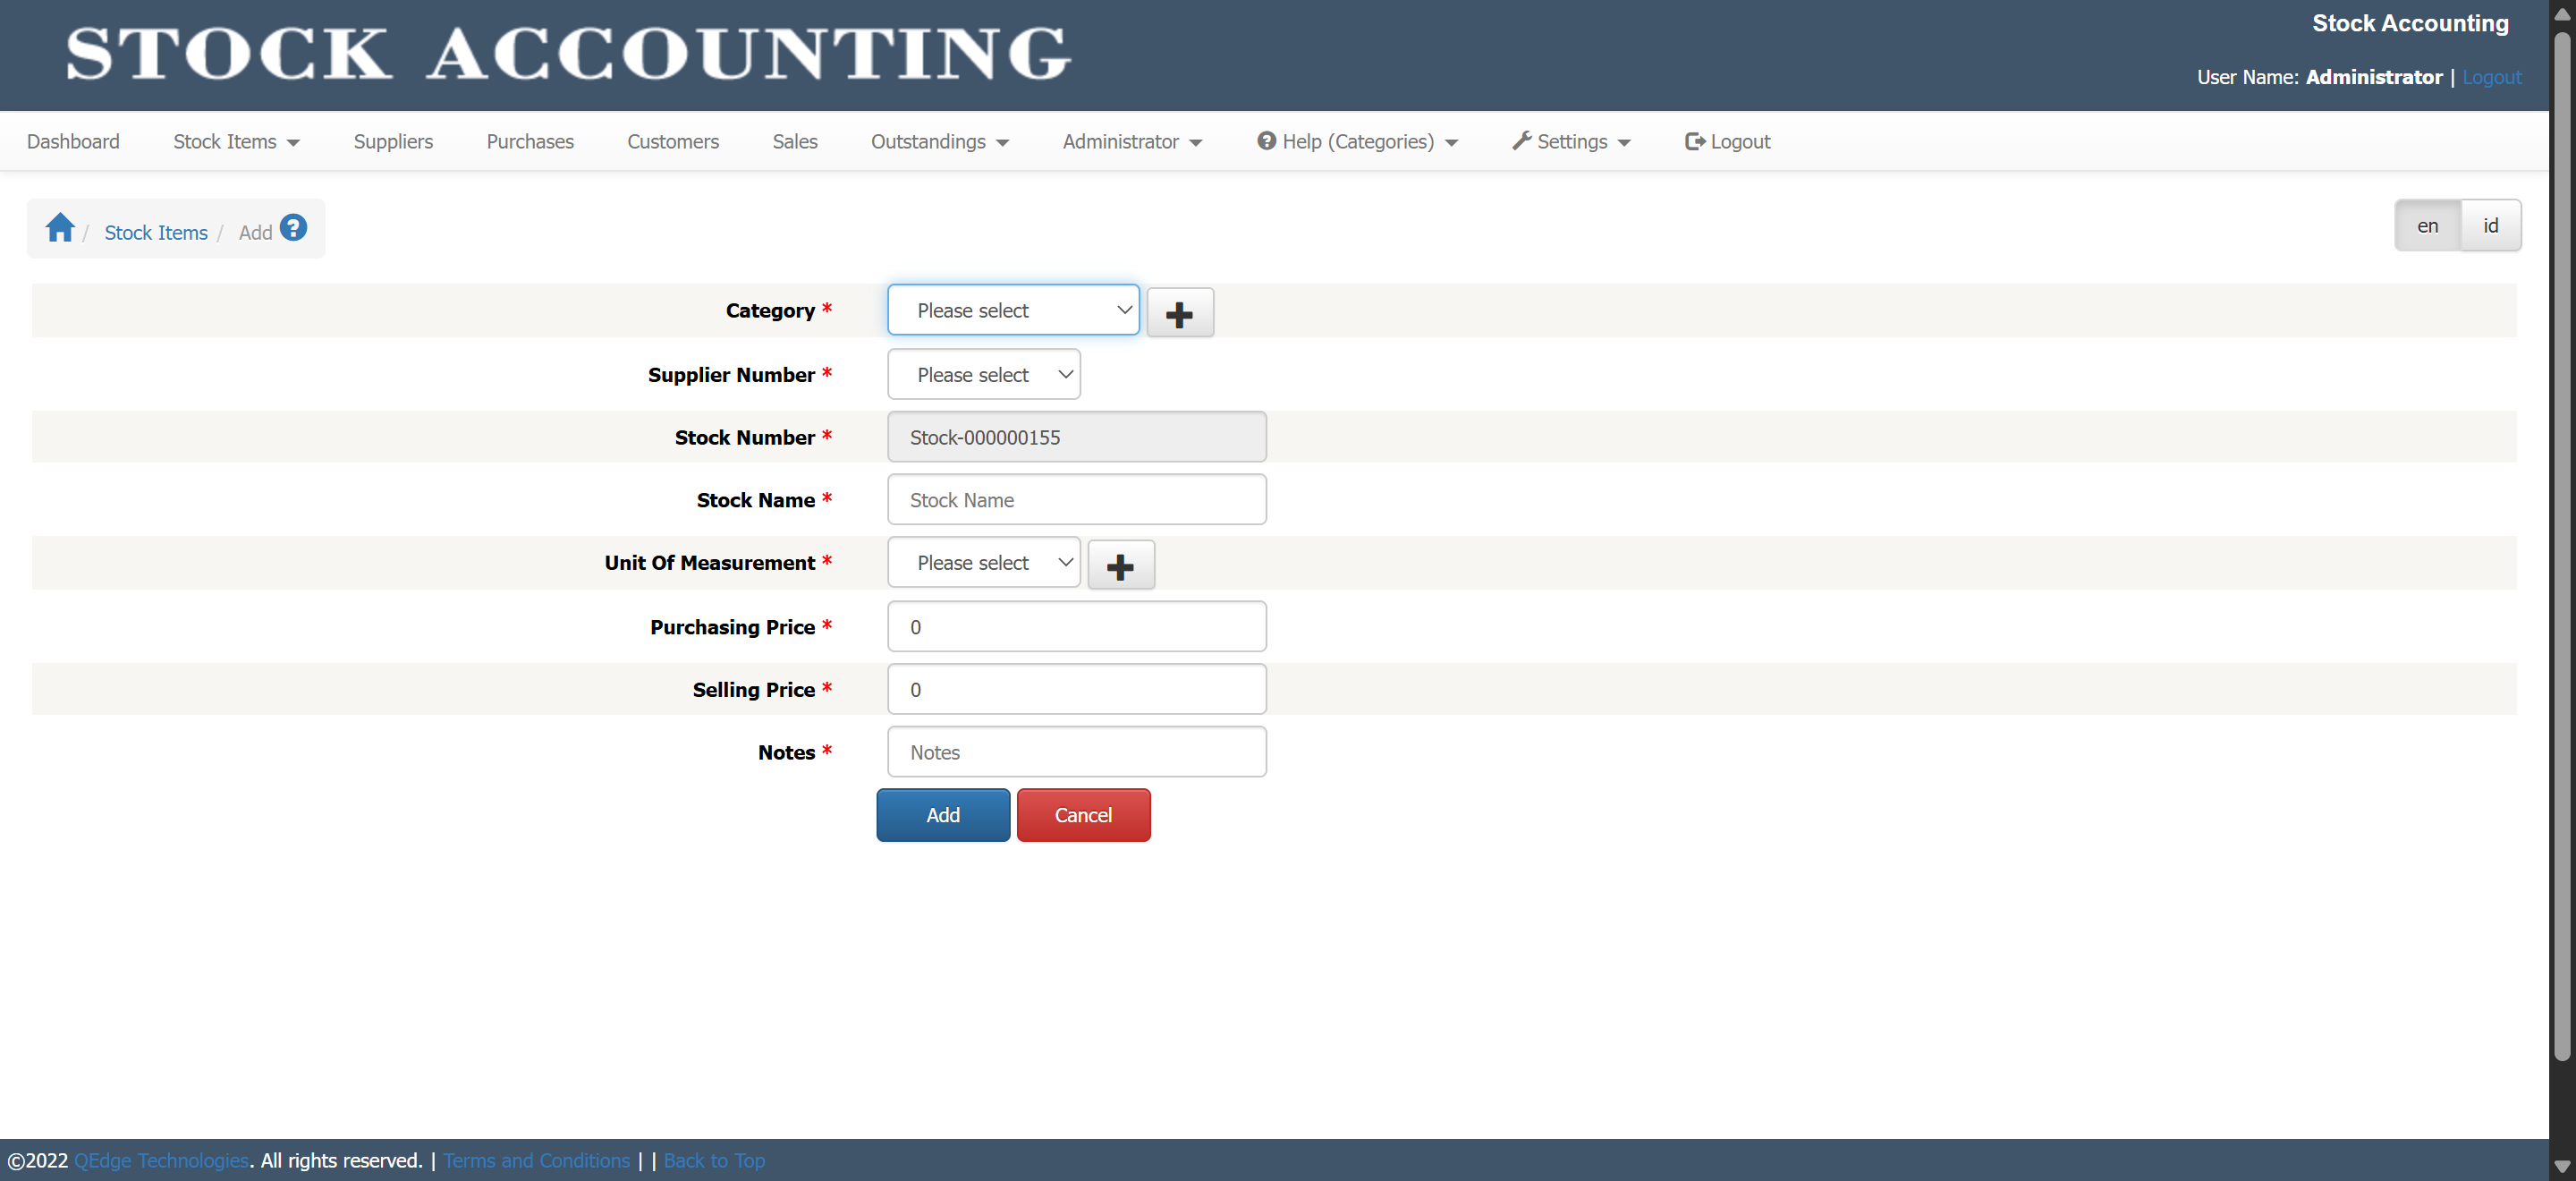 STOCK ACCOUNTING
Stock Accounting
User Name: Administrator | Logout
Dashboard Stock Items Suppliers Purchases Customers Sales Outstandings Administrator Help (Categories) Settings Logout
/ Stock Items / Add
en id
Category * Please select
Supplier Number * Please select
Stock Number * Stock-000000155
Stock Name * Stock Name
Unit Of Measurement * Please select
Purchasing Price * 0
Selling Price * 0
Notes * Notes
Add Cancel
©2022 QEdge Technologies. All rights reserved. | Terms and Conditions | | Back to Top